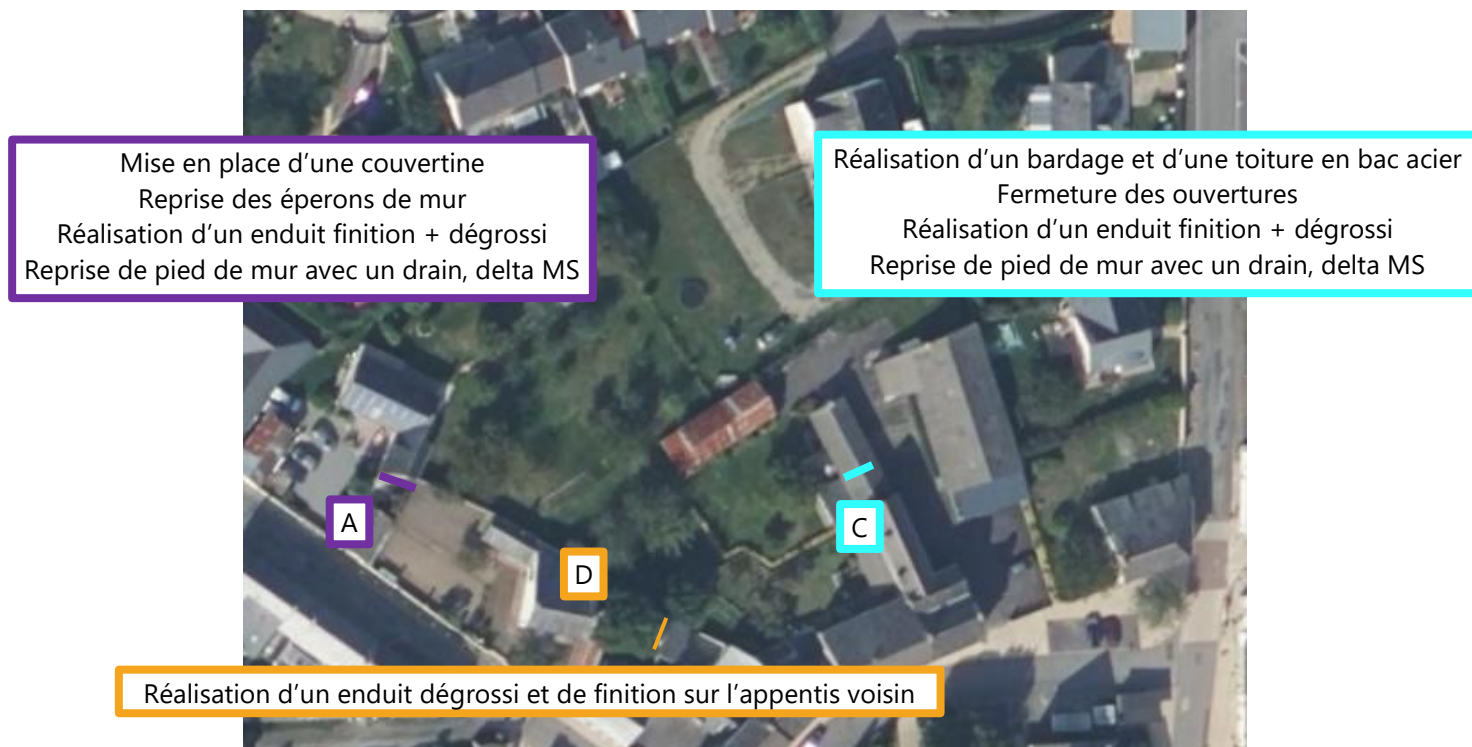 Mise en place d’une couvertine
Reprise des éperons de mur
Réalisation d’un enduit finition + dégrossi
Reprise de pied de mur avec un drain, delta MS
Réalisation d’un bardage et d’une toiture en bac acier
Fermeture des ouvertures
Réalisation d’un enduit finition + dégrossi
Reprise de pied de mur avec un drain, delta MS
A
C
D
Réalisation d’un enduit dégrossi et de finition sur l’appentis voisin